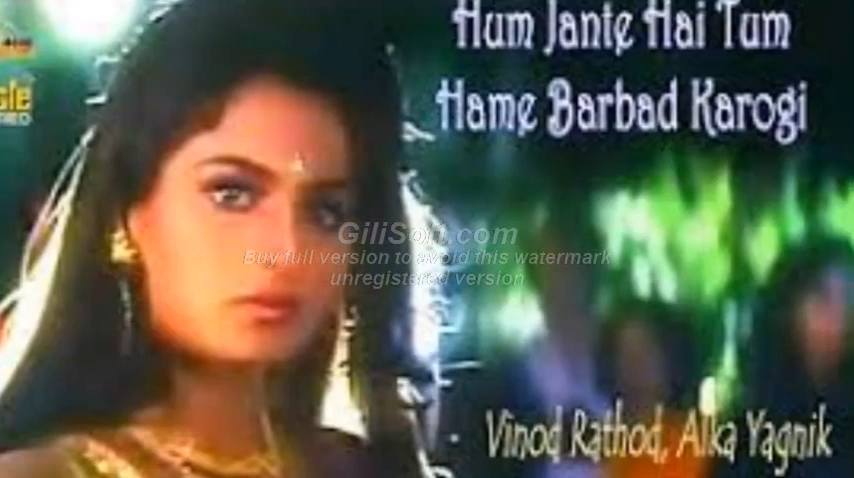 Hum Jante Hai Tum
Hame Barbad Karogi
GiliSoft.com
Buy full version to avoid this watermark
unregistered version
Vinod Rathod, Alka Yagnik